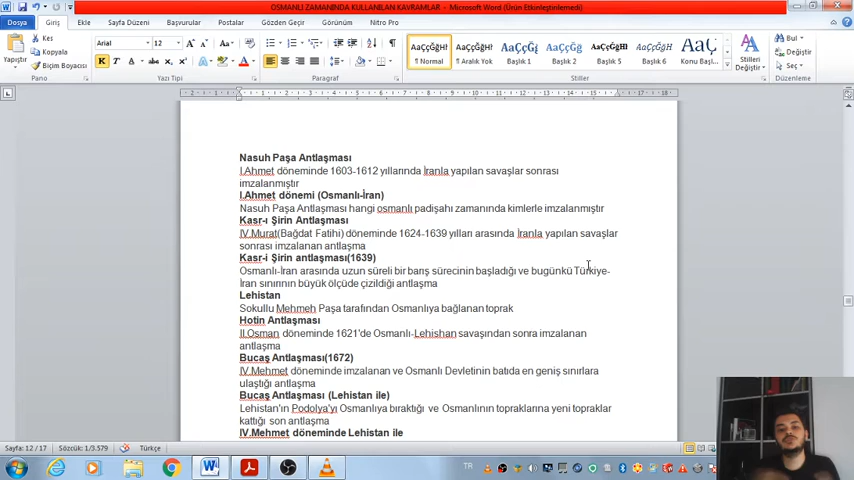 OSMANLI ZAMANINDA KULLANILAN KAVRAMLAR - Microsoft Word (Ürün Etkinleştirilmedi)
Dosya Giriş Ekle Sayfa Düzeni Başvurular Postalar Gözden Geçir Görünüm Nitro Pro
Yapıştır
Kes
Kopyala
Biçim Boyacısı
Pano
Arial 12
Yazı Tipi
Paragraf
AaÇçĞğHl AaÇçĞğHl AaÇçĞğ AaÇçĞğ AaÇçĞğHl AaÇçĞğHl AaÇ
¶ Normal ¶ Aralık Yok Başlık 1 Başlık 2 Başlık 5 Başlık 6 Konu Başl...
Stilleri Değiştir
Stiller
Bul
Değiştir
Seç
Düzenleme
Nasuh Paşa Antlaşması
I.Ahmet döneminde 1603-1612 yıllarında İranla yapılan savaşlar sonrası
imzalanmıştır
I.Ahmet dönemi (Osmanlı-İran)
Nasuh Paşa Antlaşması hangi osmanlı padişahı zamanında kimlerle imzalanmıştır
Kasr-ı Şirin Antlaşması
IV.Murat(Bağdat Fatihi) döneminde 1624-1639 yılları arasında İranla yapılan savaşlar
sonrası imzalanan antlaşma
Kasr-i Şirin antlaşması(1639)
Osmanlı-İran arasında uzun süreli bir barış sürecinin başladığı ve bugünkü Türkiye-
İran sınırının büyük ölçüde çizildiği antlaşma
Lehistan
Sokullu Mehmeh Paşa tarafından Osmanlıya bağlanan toprak
Hotin Antlaşması
II.Osman döneminde 1621'de Osmanlı-Lehishan savaşından sonra imzalanan
antlaşma
Bucaş Antlaşması(1672)
IV.Mehmet döneminde imzalanan ve Osmanlı Devletinin batıda en geniş sınırlara
ulaştığı antlaşma
Bucaş Antlaşması (Lehistan ile)
Lehistan'ın Podolya'yı Osmanlıya bıraktığı ve Osmanlının topraklarına yeni topraklar
kattığı son antlaşma
IV.Mehmet döneminde Lehistan ile
Sayfa: 12 / 17 Sözcük: 1/3.579 Türkçe
TR